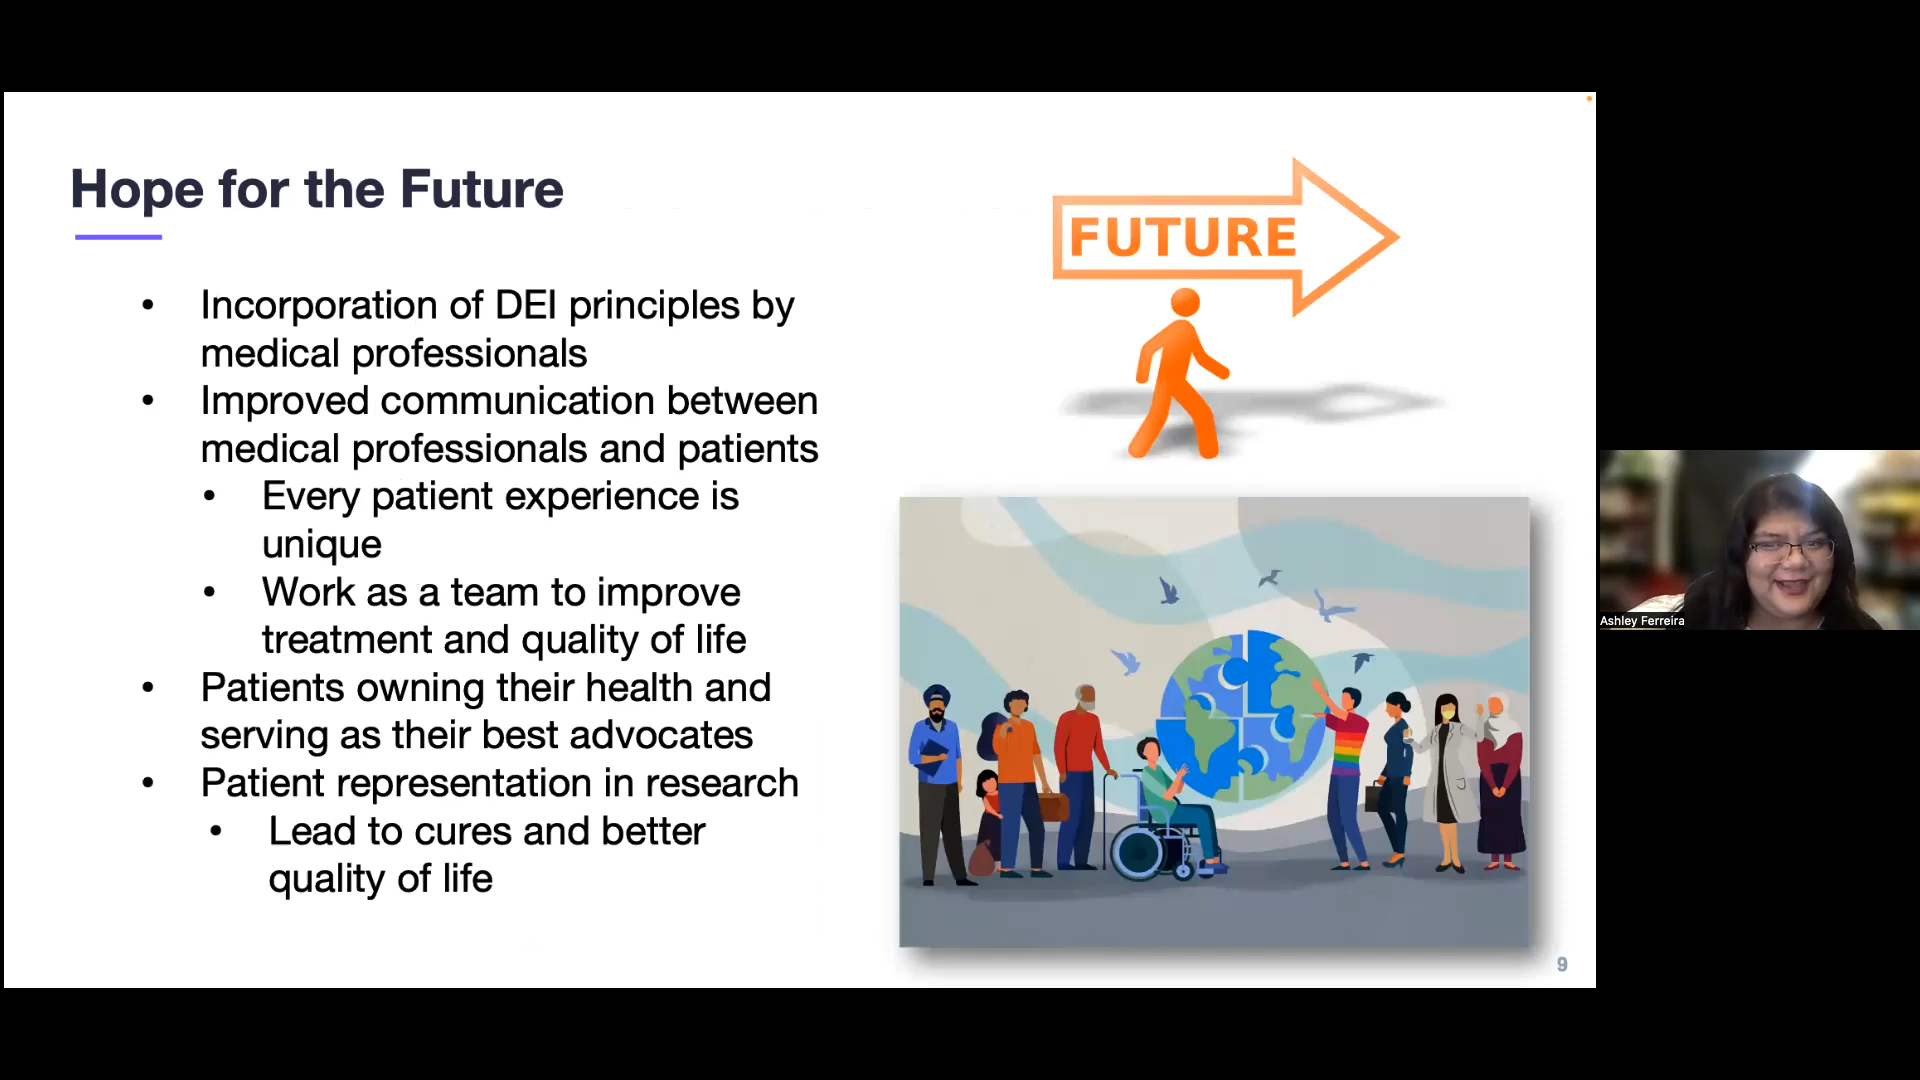 Hope for the Future
FUTURE
• Incorporation of DEI principles by
medical professionals
• Improved communication between
medical professionals and patients
• Every patient experience is
unique
• Work as a team to improve
treatment and quality of life
• Patients owning their health and
serving as their best advocates
• Patient representation in research
• Lead to cures and better
quality of life
Ashley Ferreira
9